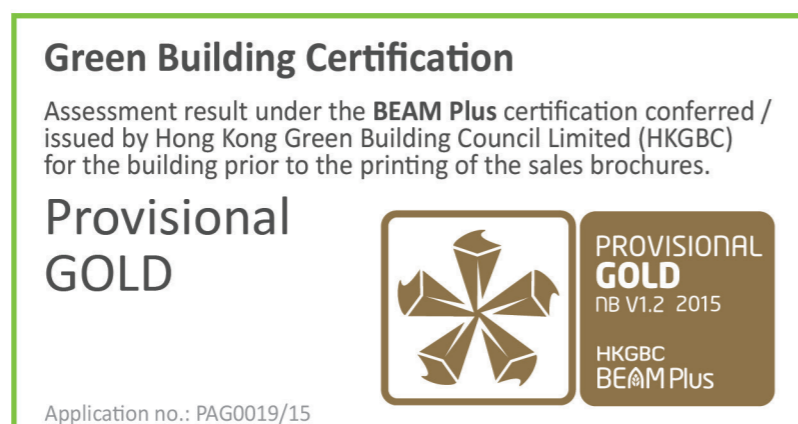 Green Building Certification
Assessment result under the BEAM Plus certification conferred /
issued by Hong Kong Green Building Council Limited (HKGBC)
for the building prior to the printing of the sales brochures.
Provisional
GOLD
PROVISIONAL
GOLD
NB V1.2 2015
HKGBC
BEAM Plus
Application no.: PAG0019/15